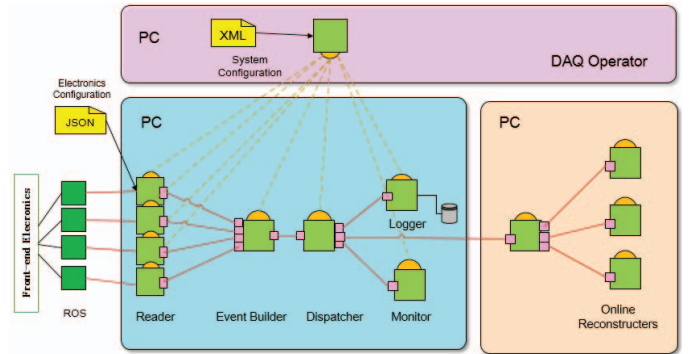 PC
XML
System
Configuration
DAQ Operator
Electronics
Configuration
JSON
PC
PC
Front-end Elecronics
Logger
ROS
Reader
Event Builder
Dispatcher
Monitor
Online
Reconstructers